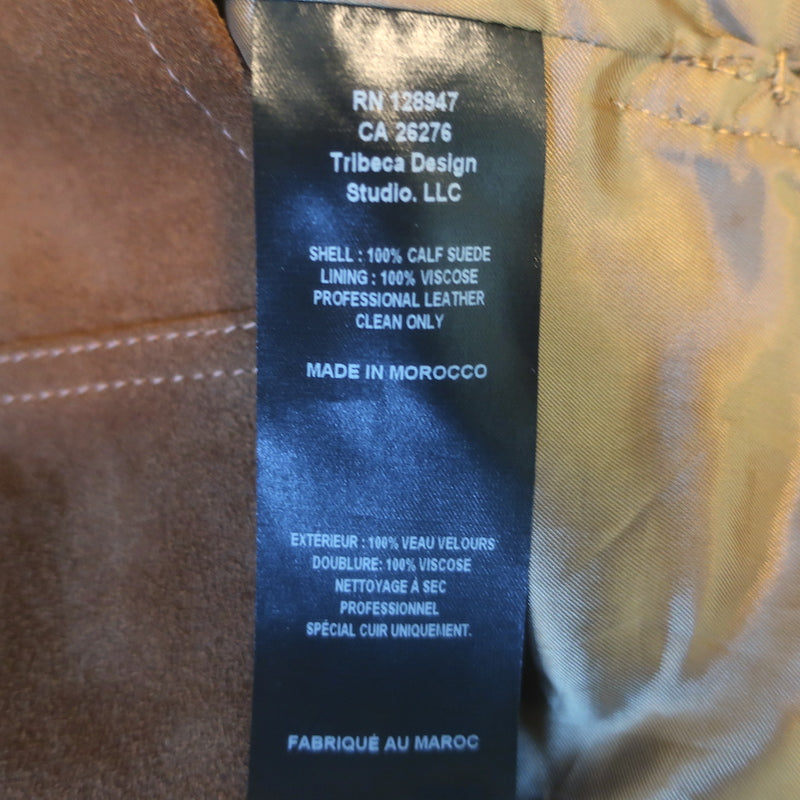 RN 128947
CA 26276
Tribeca Design
Studio. LLC
SHELL : 100% CALF SUEDE
LINING : 100% VISCOSE
PROFESSIONAL LEATHER
CLEAN ONLY
MADE IN MOROCCO
EXTÉRIEUR : 100% VEAU VELOURS
DOUBLURE: 100% VISCOSE
NETTOYAGE À SEC
PROFESSIONNEL
SPÉCIAL CUIR UNIQUEMENT.
FABRIQUÉ AU MAROC